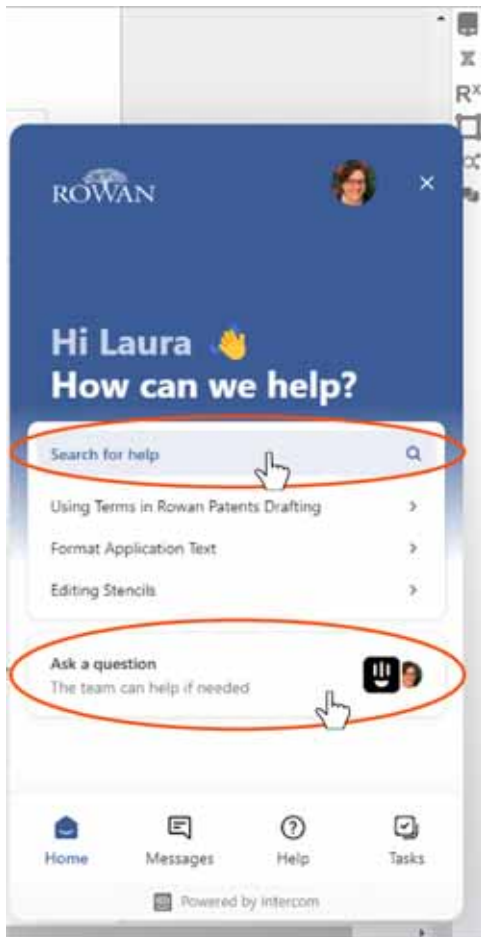 Rˣ
ROWAN
Hi Laura 👋
How can we help?
Search for help
Using Terms in Rowan Patents Drafting
Format Application Text
Editing Stencils
Ask a question
The team can help if needed
Home
Messages
Help
Tasks
Powered by Intercom